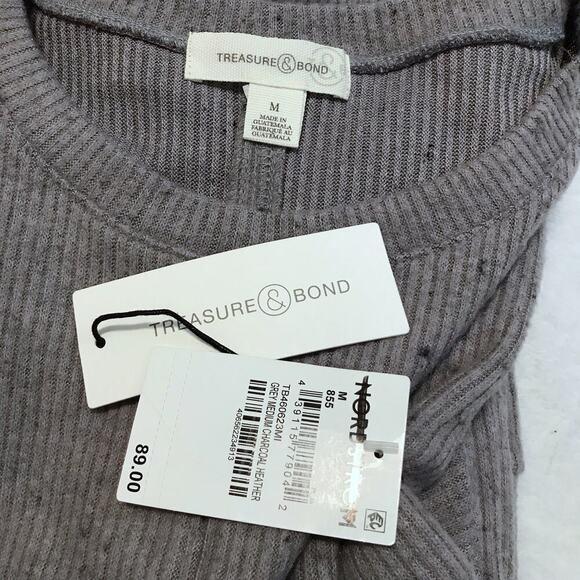 TREASURE & BOND
M
MADE IN
GUATEMALA
FABRIQUÉ AU
GUATEMALA
TREASURE & BOND
NORDSTROM
M
855
4 39115 77904 2
TB460623MI
GREY MEDIUM CHARCOAL HEATHER
89.00